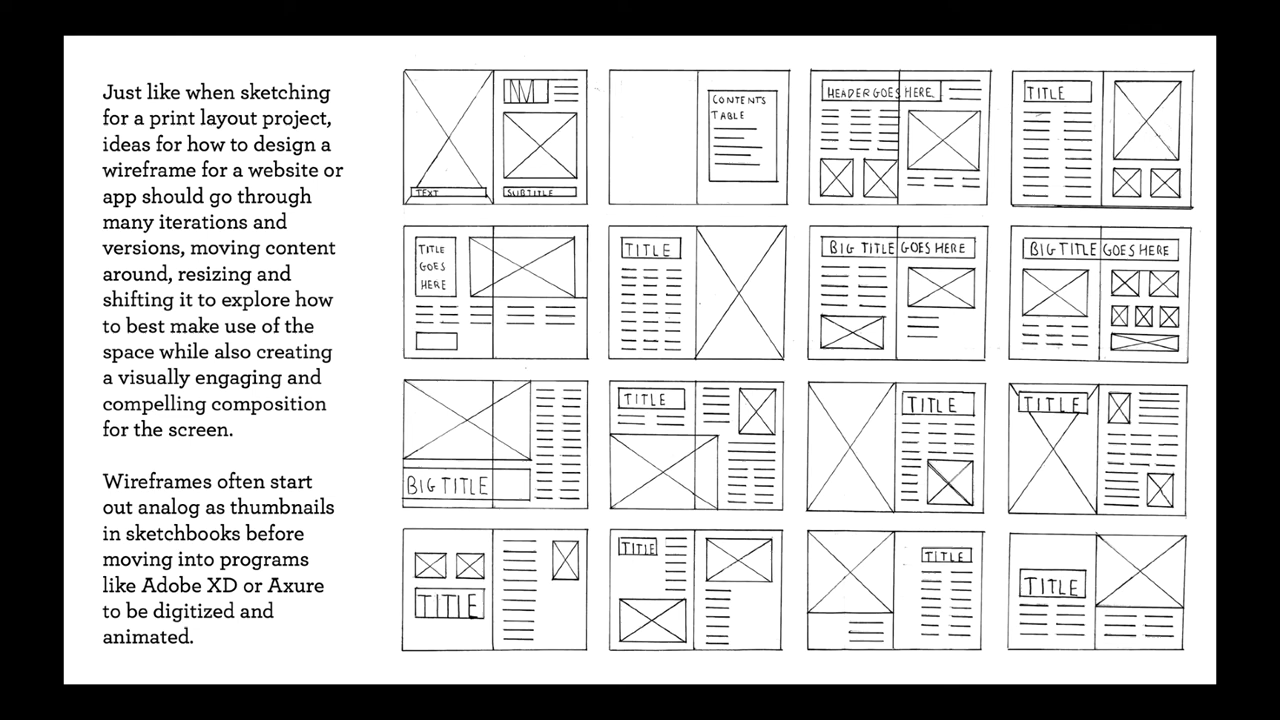 Just like when sketching
for a print layout project,
ideas for how to design a
wireframe for a website or
app should go through
many iterations and
versions, moving content
around, resizing and
shifting it to explore how
to best make use of the
space while also creating
a visually engaging and
compelling composition
for the screen.
Wireframes often start
out analog as thumbnails
in sketchbooks before
moving into programs
like Adobe XD or Axure
to be digitized and
animated.
TEXT
SUBTITLE
CONTENTS
TABLE
HEADER GOES HERE
TITLE
TITLE
GOES
HERE
TITLE
BIG TITLE GOES HERE
BIG TITLE GOES HERE
BIG TITLE
TITLE
TITLE
TITLE
TITLE
TITLE
TITLE
TITLE